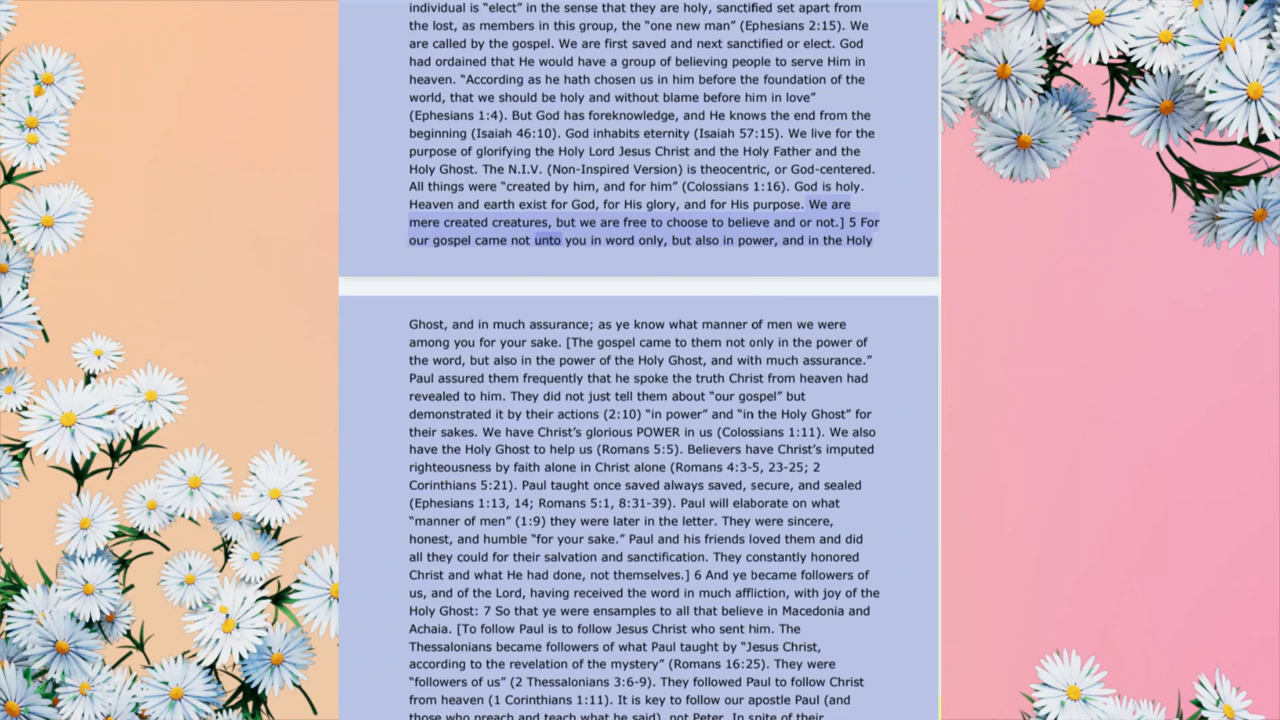 individual is “elect” in the sense that they are holy, sanctified set apart from
the lost, as members in this group, the “one new man” (Ephesians 2:15). We
are called by the gospel. We are first saved and next sanctified or elect. God
had ordained that He would have a group of believing people to serve Him in
heaven. “According as he hath chosen us in him before the foundation of the
world, that we should be holy and without blame before him in love”
(Ephesians 1:4). But God has foreknowledge, and He knows the end from the
beginning (Isaiah 46:10). God inhabits eternity (Isaiah 57:15). We live for the
purpose of glorifying the Holy Lord Jesus Christ and the Holy Father and the
Holy Ghost. The N.I.V. (Non-Inspired Version) is theocentric, or God-centered.
All things were “created by him, and for him” (Colossians 1:16). God is holy.
Heaven and earth exist for God, for His glory, and for His purpose. We are
mere created creatures, but we are free to choose to believe and or not.] 5 For
our gospel came not unto you in word only, but also in power, and in the Holy
Ghost, and in much assurance; as ye know what manner of men we were
among you for your sake. [The gospel came to them not only in the power of
the word, but also in the power of the Holy Ghost, and with much assurance.”
Paul assured them frequently that he spoke the truth Christ from heaven had
revealed to him. They did not just tell them about “our gospel” but
demonstrated it by their actions (2:10) “in power” and “in the Holy Ghost” for
their sakes. We have Christ’s glorious POWER in us (Colossians 1:11). We also
have the Holy Ghost to help us (Romans 5:5). Believers have Christ’s imputed
righteousness by faith alone in Christ alone (Romans 4:3-5, 23-25; 2
Corinthians 5:21). Paul taught once saved always saved, secure, and sealed
(Ephesians 1:13, 14; Romans 5:1, 8:31-39). Paul will elaborate on what
“manner of men” (1:9) they were later in the letter. They were sincere,
honest, and humble “for your sake.” Paul and his friends loved them and did
all they could for their salvation and sanctification. They constantly honored
Christ and what He had done, not themselves.] 6 And ye became followers of
us, and of the Lord, having received the word in much affliction, with joy of the
Holy Ghost: 7 So that ye were ensamples to all that believe in Macedonia and
Achaia. [To follow Paul is to follow Jesus Christ who sent him. The
Thessalonians became followers of what Paul taught by “Jesus Christ,
according to the revelation of the mystery” (Romans 16:25). They were
“followers of us” (2 Thessalonians 3:6-9). They followed Paul to follow Christ
from heaven (1 Corinthians 1:11). It is key to follow our apostle Paul (and
those who preach and teach what he said), not Peter. In spite of their